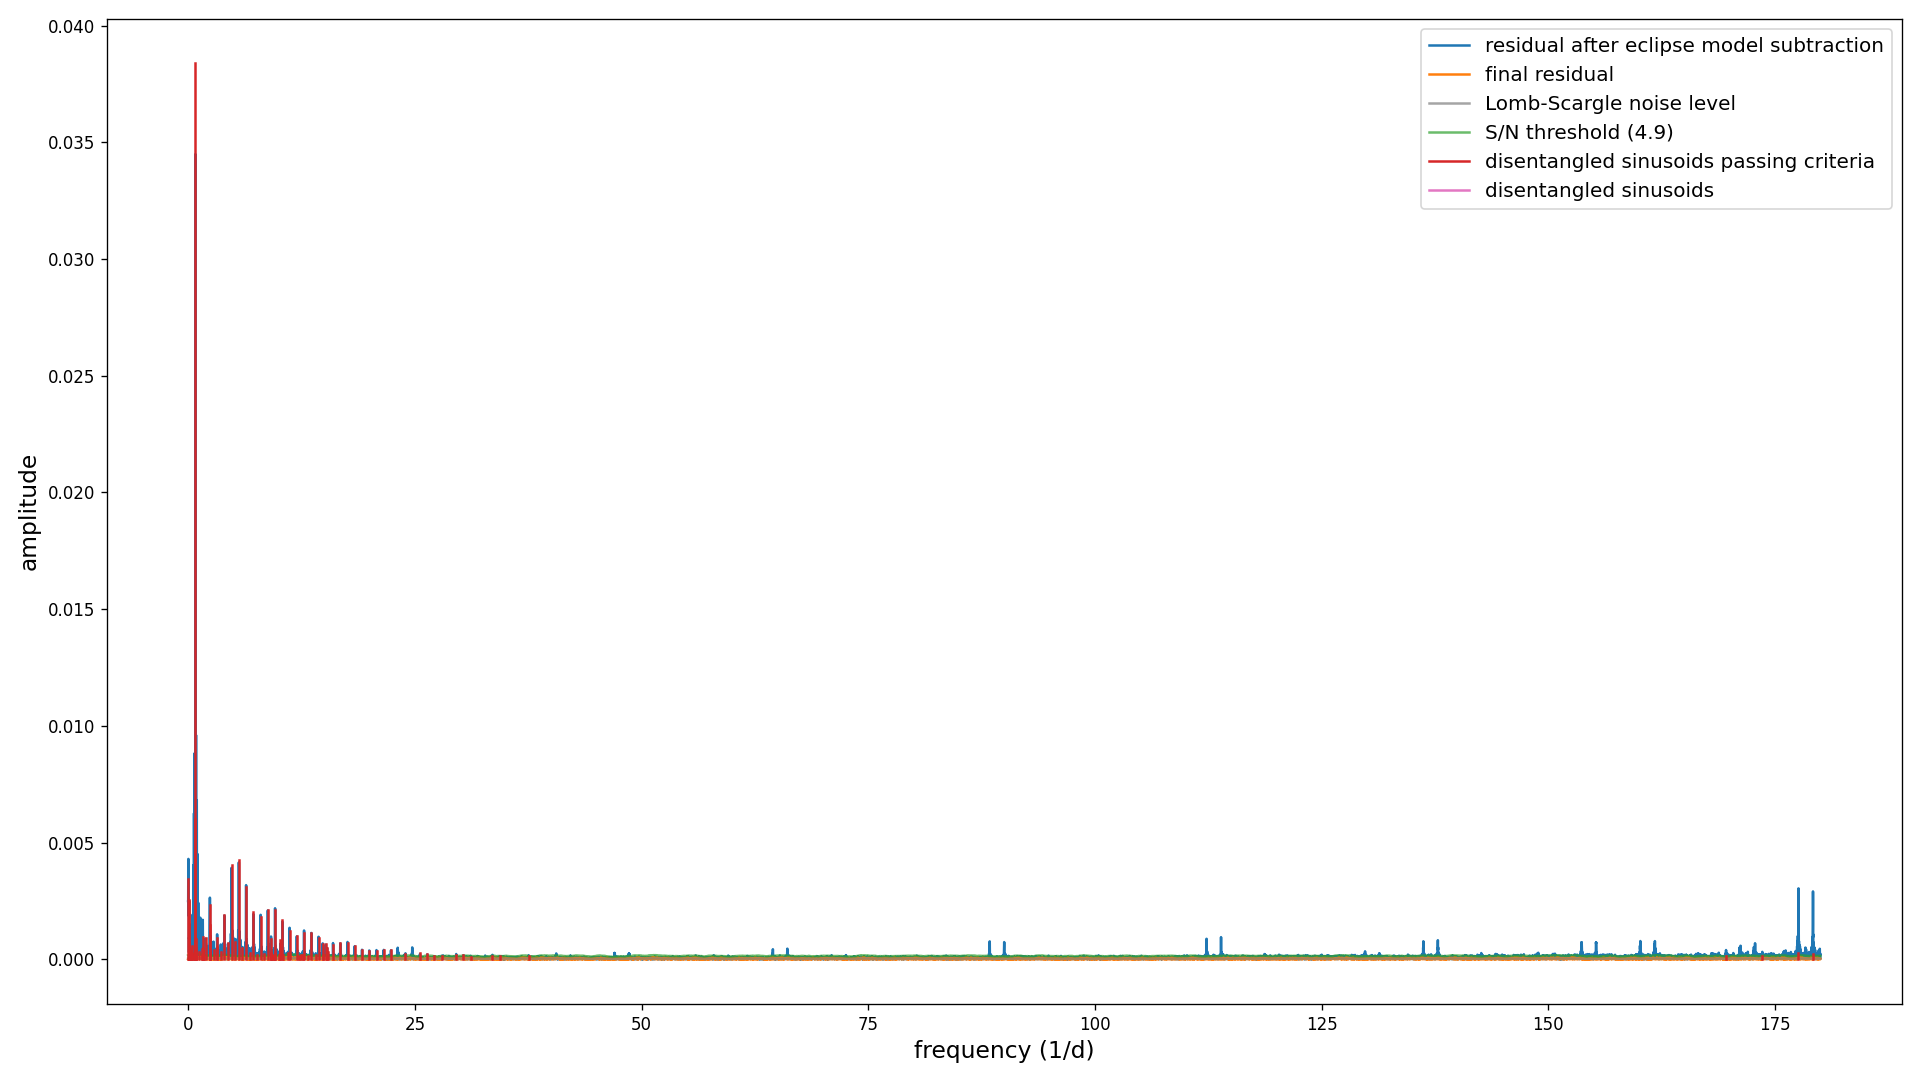 0.040
0.035
0.030
0.025
0.020
0.015
0.010
0.005
0.000
amplitude
residual after eclipse model subtraction
final residual
Lomb-Scargle noise level
S/N threshold (4.9)
disentangled sinusoids passing criteria
disentangled sinusoids
0 25 50 75 100 125 150 175
frequency (1/d)